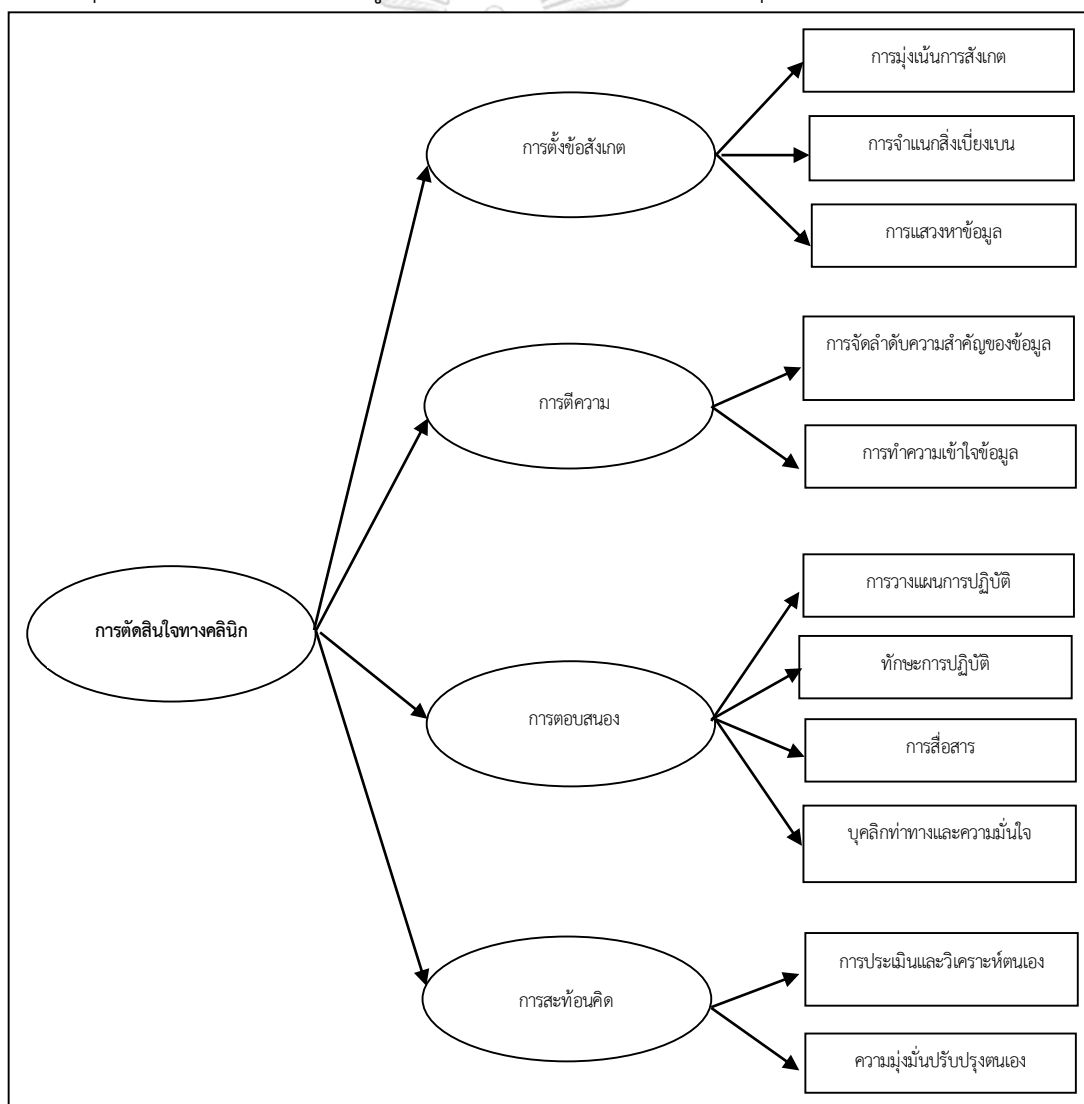 การมุ่งเน้นการสังเกต
การตั้งข้อสังเกต
การจำแนกสิ่งเบี่ยงเบน
การแสวงหาข้อมูล
การจัดลำดับความสำคัญของข้อมูล
การตีความ
การทำความเข้าใจข้อมูล
การวางแผนการปฏิบัติ
การตัดสินใจทางคลินิก
ทักษะการปฏิบัติ
การตอบสนอง
การสื่อสาร
บุคลิกท่าทางและความมั่นใจ
การประเมินและวิเคราะห์ตนเอง
การสะท้อนคิด
ความมุ่งมั่นปรับปรุงตนเอง